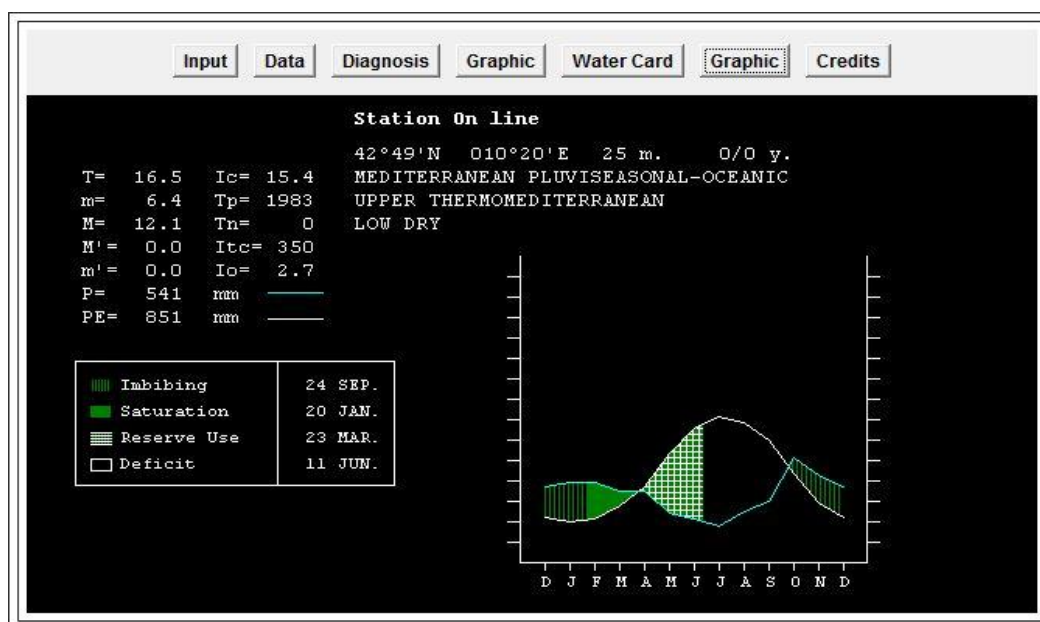 Input Data Diagnosis Graphic Water Card Graphic Credits
Station On line
42°49'N 010°20'E 25 m. 0/0 y.
T= 16.5 Ic= 15.4 MEDITERRANEAN PLUVISEASONAL-OCEANIC
m= 6.4 Tp= 1983 UPPER THERMOMEDITERRANEAN
M= 12.1 Tn= 0 LOW DRY
M'= 0.0 Itc= 350
m'= 0.0 Io= 2.7
P= 541 mm
PE= 851 mm
Imbibing 24 SEP.
Saturation 20 JAN.
Reserve Use 23 MAR.
Deficit 11 JUN.
D J F M A M J J A S O N D